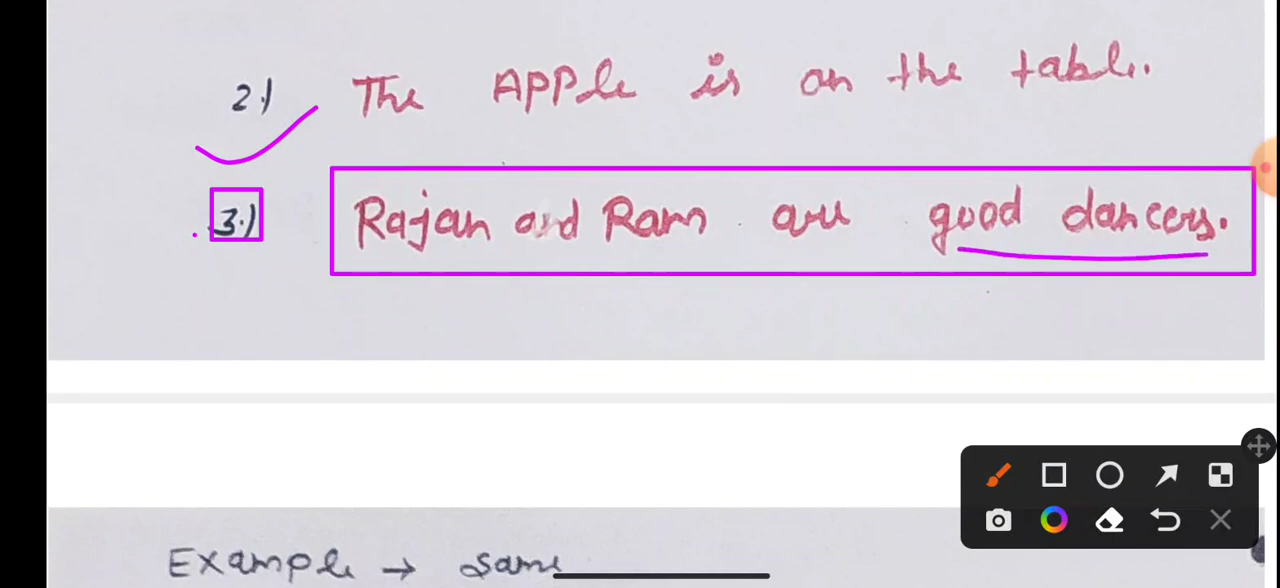 2.) The Apple is on the table.
3.) Rajan and Ram are good dancers.
Example → Same